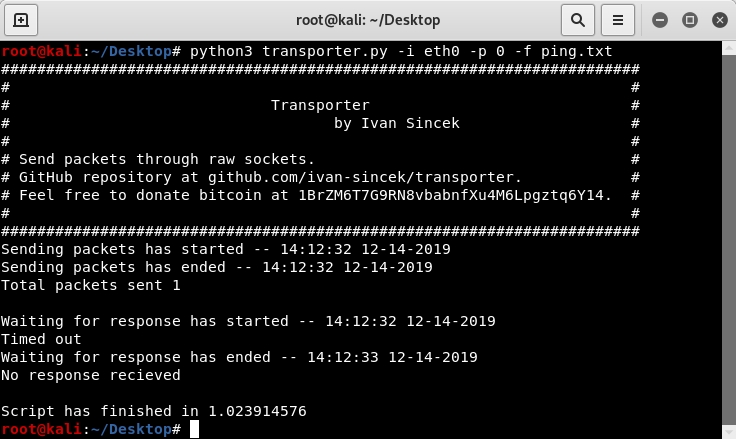 root@kali: ~/Desktop
root@kali:~/Desktop# python3 transporter.py -i eth0 -p 0 -f ping.txt
#######################################################################
#                                                                     #
#                             Transporter                             #
#                                    by Ivan Sincek                   #
#                                                                     #
# Send packets through raw sockets.                                   #
# GitHub repository at github.com/ivan-sincek/transporter.            #
# Feel free to donate bitcoin at 1BrZM6T7G9RN8vbabnfXu4M6Lpgztq6Y14.  #
#                                                                     #
#######################################################################
Sending packets has started -- 14:12:32 12-14-2019
Sending packets has ended -- 14:12:32 12-14-2019
Total packets sent 1
Waiting for response has started -- 14:12:32 12-14-2019
Timed out
Waiting for response has ended -- 14:12:33 12-14-2019
No response recieved
Script has finished in 1.023914576
root@kali:~/Desktop#